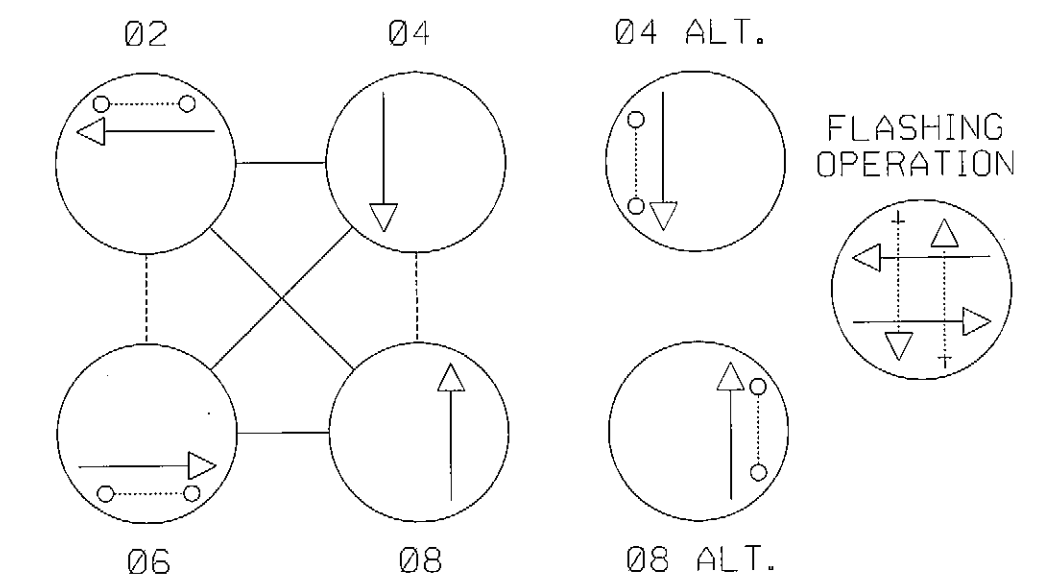 Ø2
Ø4
Ø4 ALT.
FLASHING
OPERATION
Ø6
Ø8
Ø8 ALT.